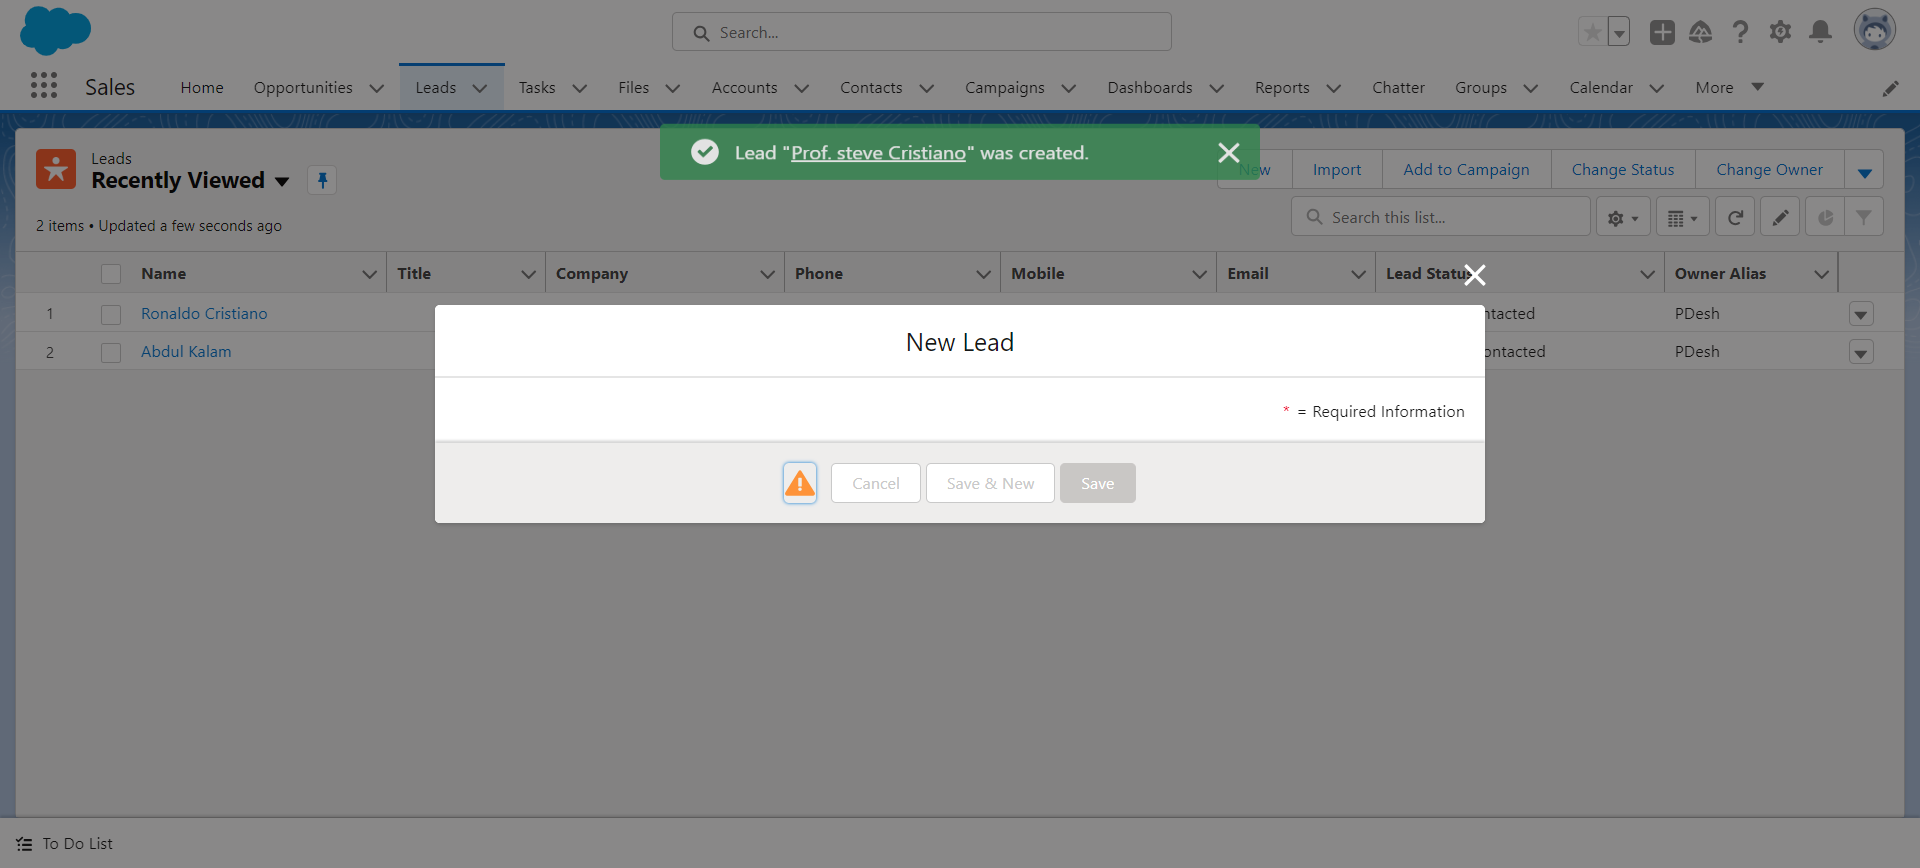 Search...
Sales
Home
Opportunities
Leads
Tasks
Files
Accounts
Contacts
Campaigns
Dashboards
Reports
Chatter
Groups
Calendar
More
Lead "Prof. steve Cristiano" was created.
Leads
Recently Viewed
New
Import
Add to Campaign
Change Status
Change Owner
2 items • Updated a few seconds ago
Search this list...
Name
Title
Company
Phone
Mobile
Email
Lead Status
Owner Alias
1
Ronaldo Cristiano
PDesh
2
Abdul Kalam
PDesh
New Lead
* = Required Information
Cancel
Save & New
Save
To Do List